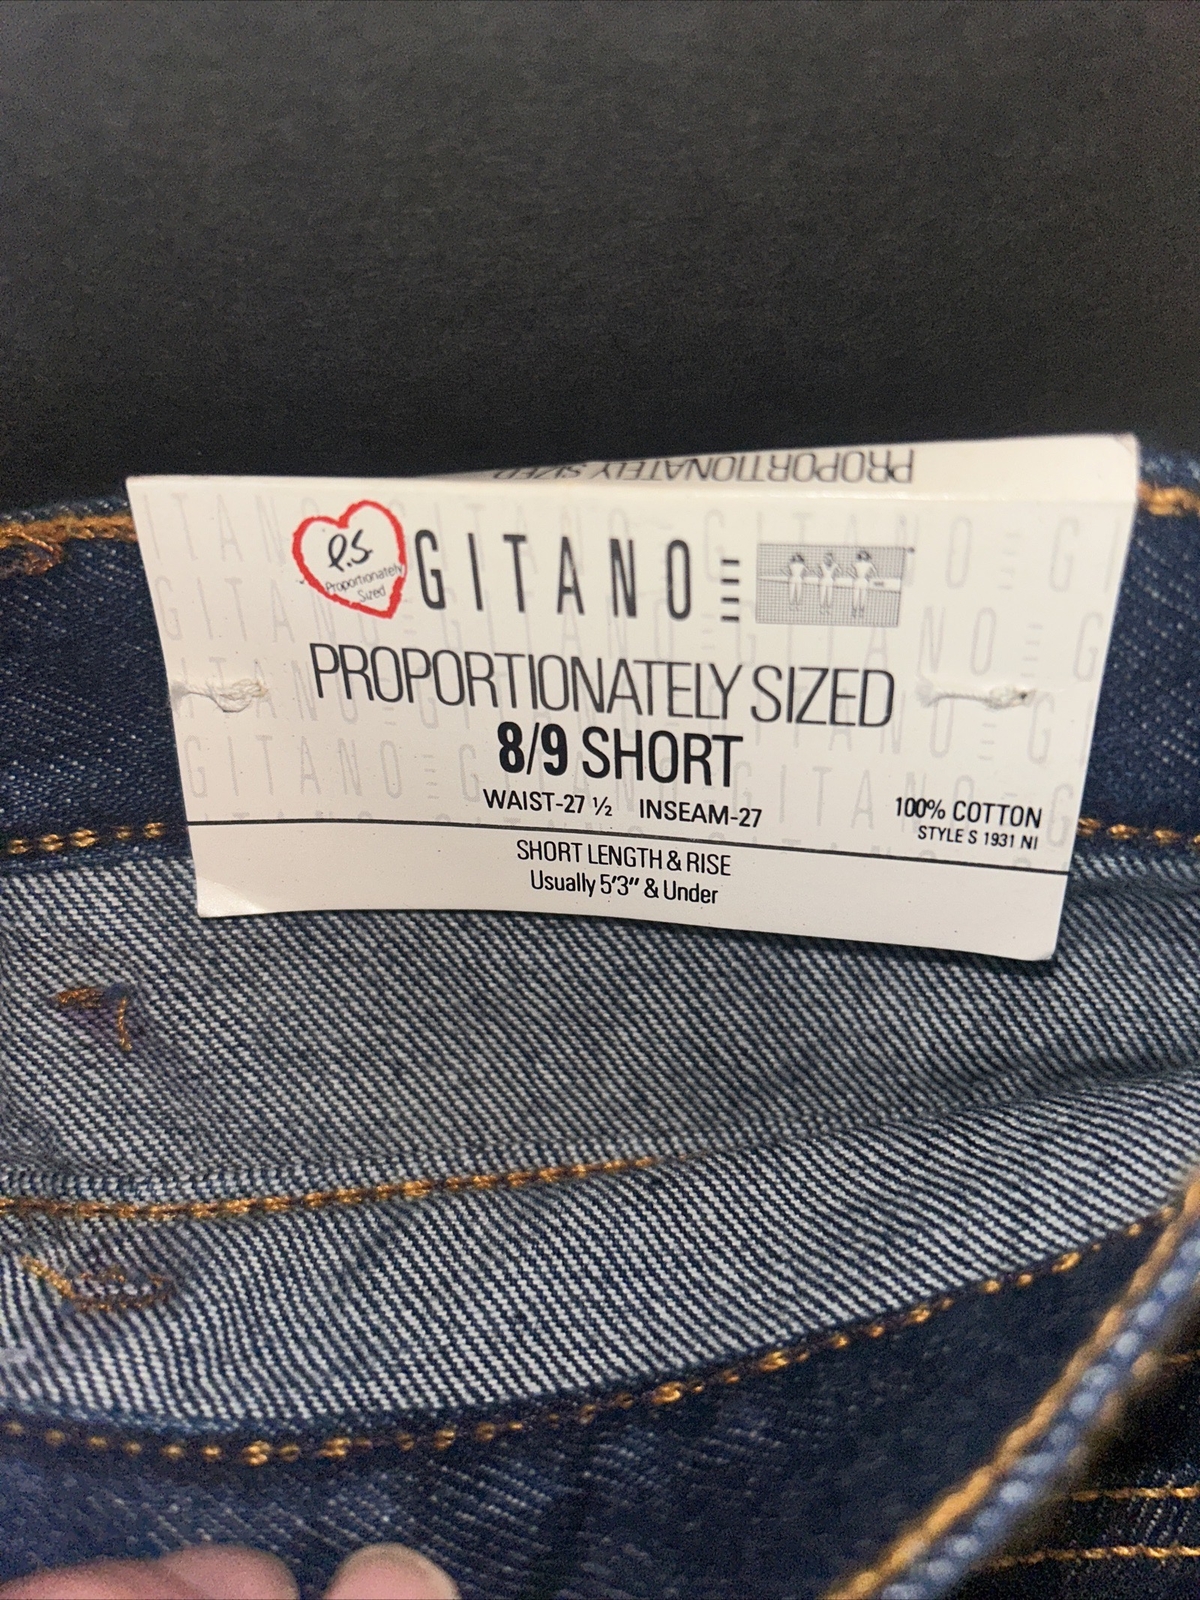 PROPORTIONATELY SIZED
P.S.
Proportionately
Sized
GITANO
PROPORTIONATELY SIZED
8/9 SHORT
WAIST-27 ½ INSEAM-27
100% COTTON
STYLE S 1931 NI
SHORT LENGTH & RISE
Usually 5'3" & Under